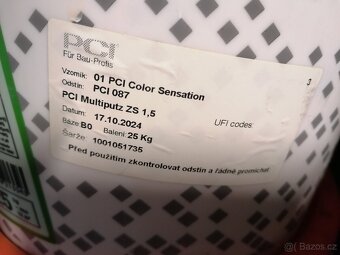 PCI
Für Bau-Profis
Vzorník: 01 PCI Color Sensation
Odstín: PCI 087
PCI Multiputz ZS 1,5
Datum: 17.10.2024
UFI codes:
Báze: B0 Balení: 25 Kg
Šarže: 1001051735
Před použitím zkontrolovat odstín a řádně promíchat
bazos.cz